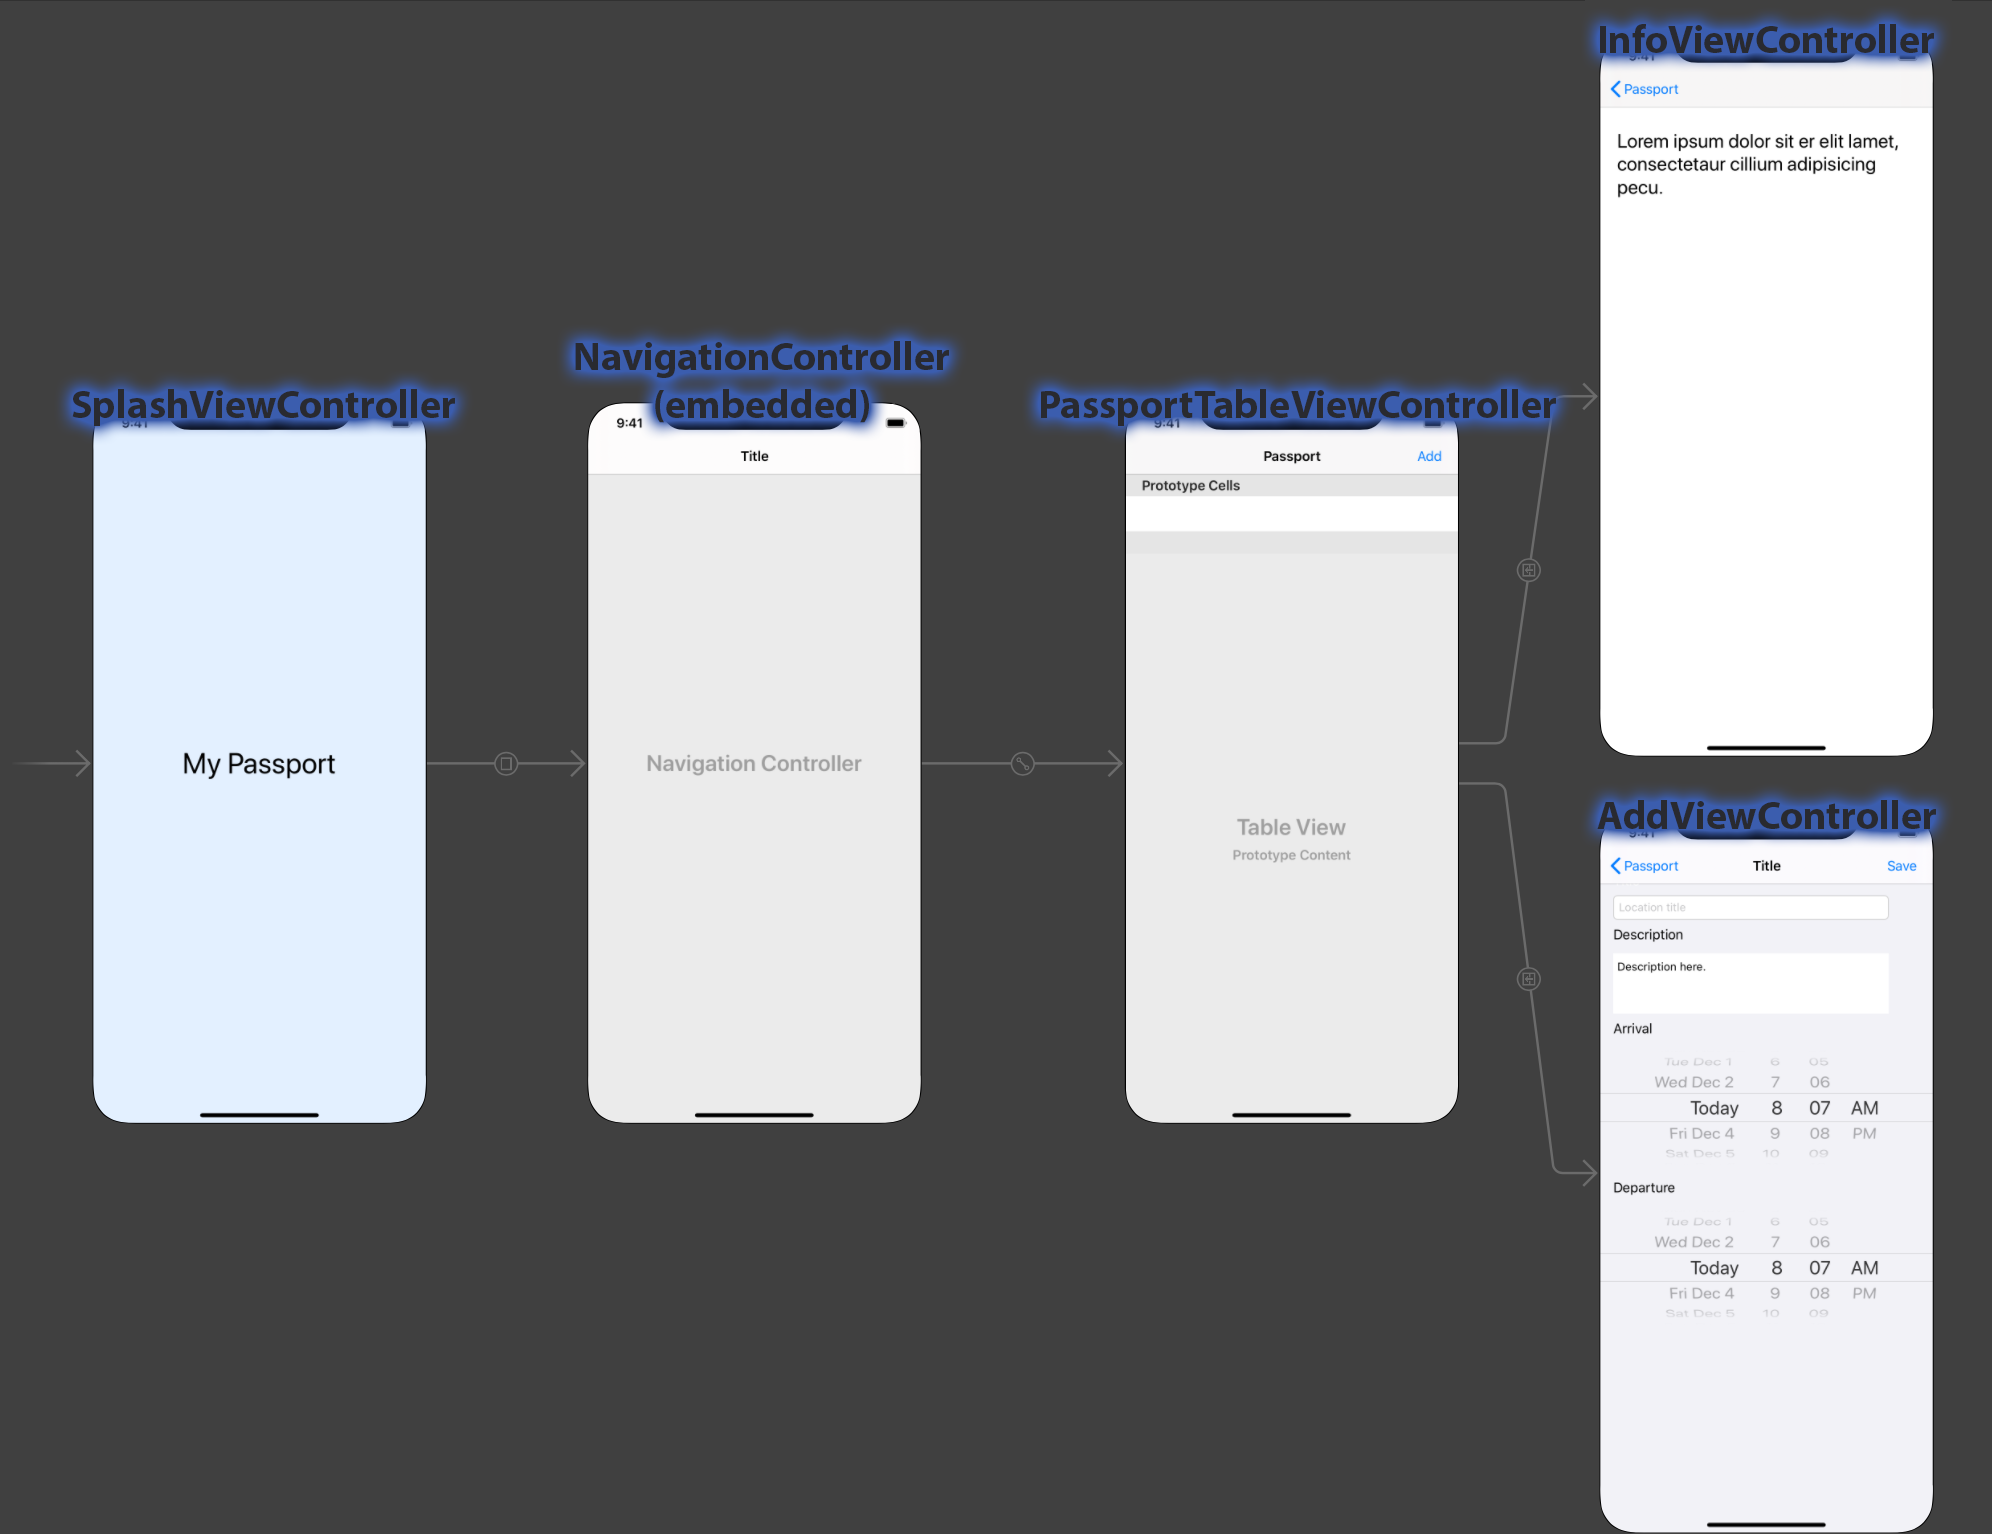 SplashViewController
9:41
My Passport
NavigationController
(embedded)
9:41
Title
Navigation Controller
PassportTableViewController
9:41
Passport
Add
Prototype Cells
Table View
Prototype Content
InfoViewController
9:41
Passport
Lorem ipsum dolor sit er elit lamet,
consectetaur cillium adipisicing
pecu.
AddViewController
9:41
Passport Title Save
Location title
Description
Description here.
Arrival
Tue Dec 1 6 05
Wed Dec 2 7 06
Today 8 07 AM
Fri Dec 4 9 08 PM
Sat Dec 5 10 09
Departure
Tue Dec 1 6 05
Wed Dec 2 7 06
Today 8 07 AM
Fri Dec 4 9 08 PM
Sat Dec 5 10 09